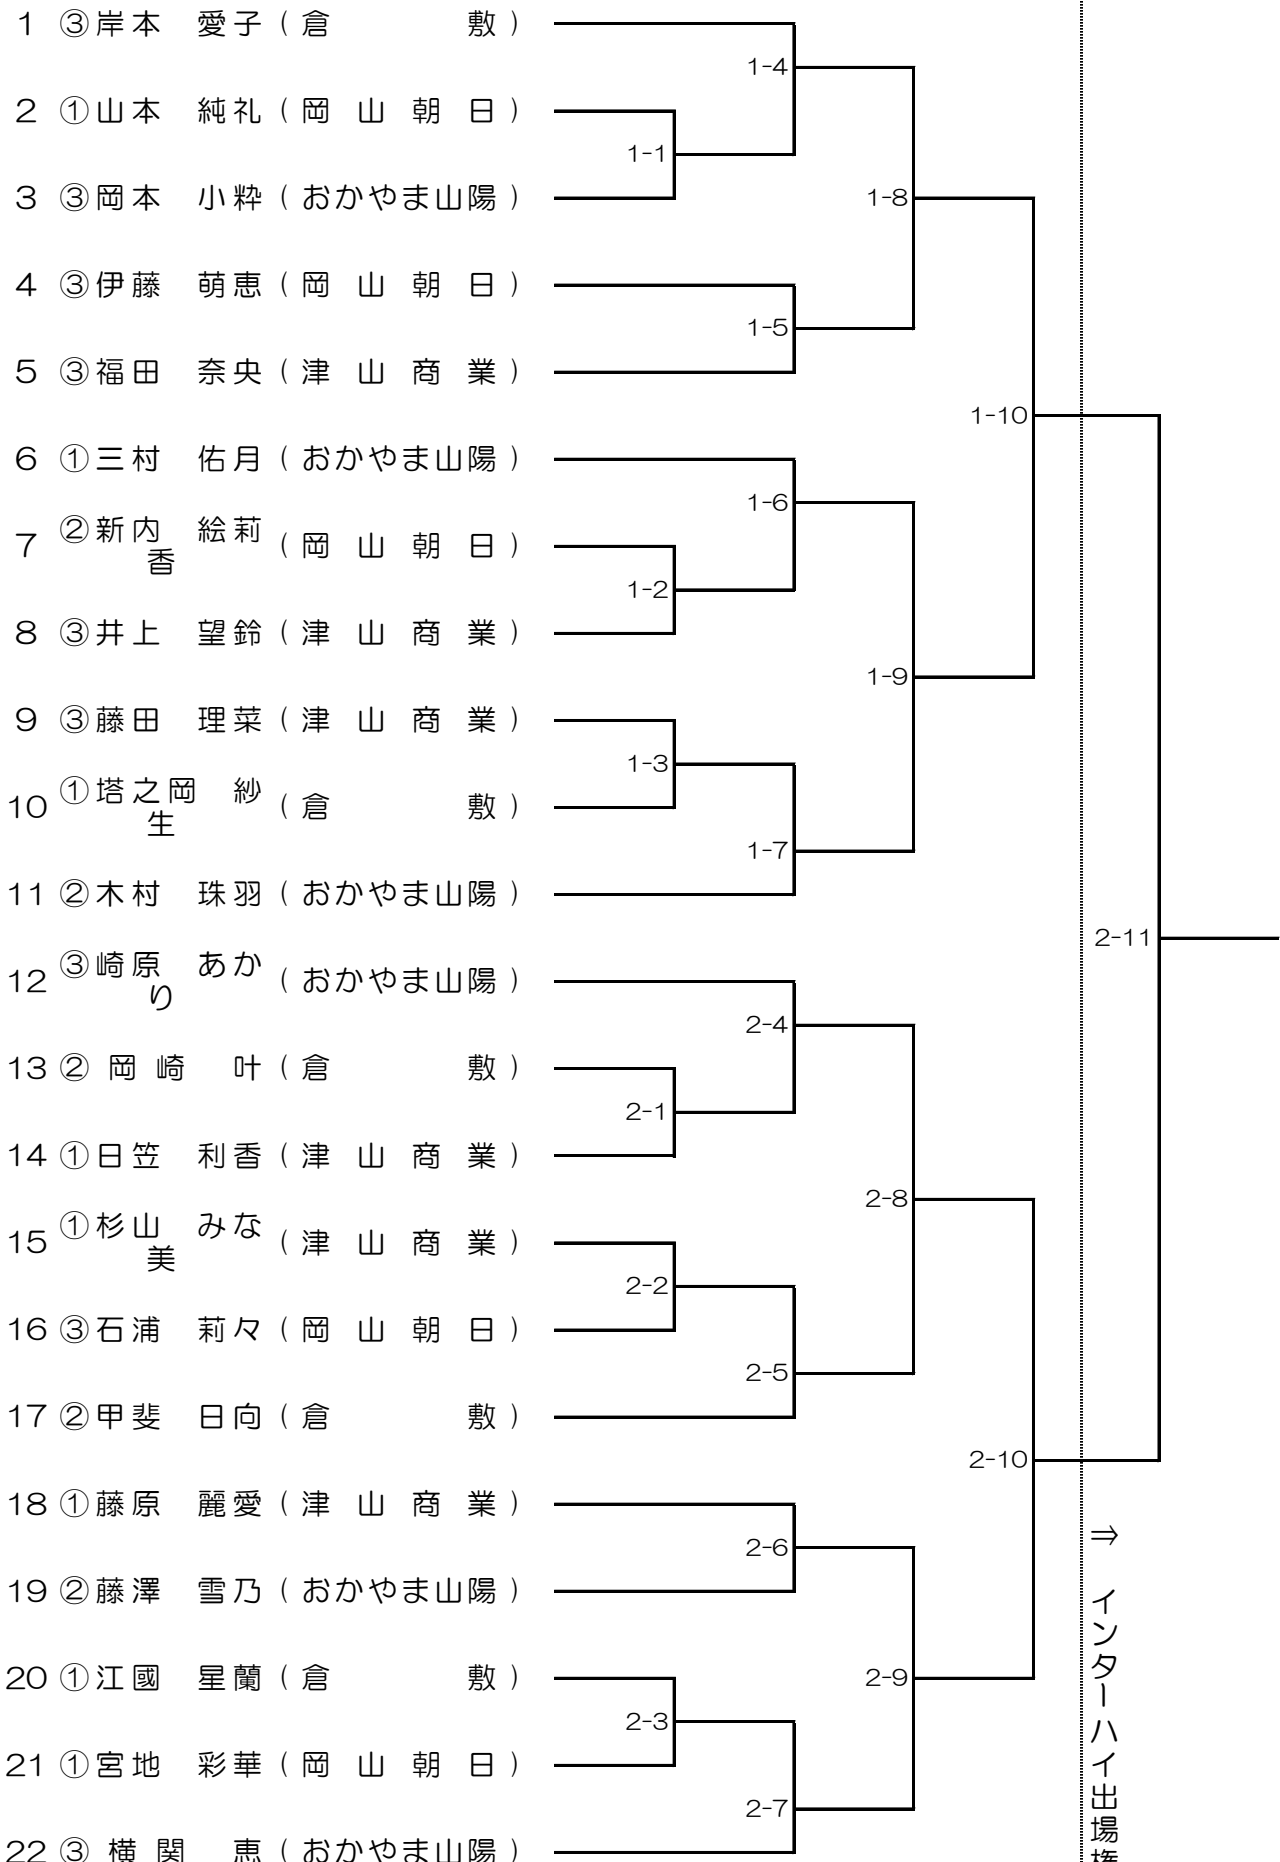 1 ③岸本 愛子(倉 敷)
1-4
2 ①山本 純礼(岡 山 朝 日)
1-1
3 ③岡本 小粋(おかやま山陽)
1-8
4 ③伊藤 萌恵(岡 山 朝 日)
1-5
5 ③福田 奈央(津 山 商 業)
1-10
6 ①三村 佑月(おかやま山陽)
1-6
7 ②新内 絵莉香(岡 山 朝 日)
1-2
8 ③井上 望鈴(津 山 商 業)
1-9
9 ③藤田 理菜(津 山 商 業)
1-3
10 ①塔之岡 紗生(倉 敷)
1-7
11 ②木村 珠羽(おかやま山陽)
2-11
12 ③崎原 あかり(おかやま山陽)
2-4
13 ②岡崎 叶(倉 敷)
2-1
14 ①日笠 利香(津 山 商 業)
2-8
15 ①杉山 みな美(津 山 商 業)
2-2
16 ③石浦 莉々(岡 山 朝 日)
2-5
17 ②甲斐 日向(倉 敷)
2-10
18 ①藤原 麗愛(津 山 商 業)
2-6
19 ②藤澤 雪乃(おかやま山陽)
20 ①江國 星蘭(倉 敷)
2-9
2-3
21 ①宮地 彩華(岡 山 朝 日)
2-7
22 ③横関 恵(おかやま山陽)
⇒ インターハイ出場権